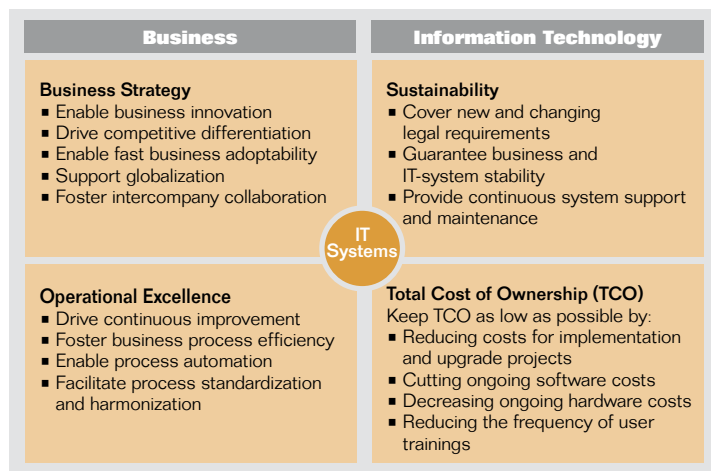 Business
Information Technology
Business Strategy
▪ Enable business innovation
▪ Drive competitive differentiation
▪ Enable fast business adoptability
▪ Support globalization
▪ Foster intercompany collaboration
Sustainability
▪ Cover new and changing
legal requirements
▪ Guarantee business and
IT-system stability
▪ Provide continuous system support
and maintenance
IT
Systems
Operational Excellence
▪ Drive continuous improvement
▪ Foster business process efficiency
▪ Enable process automation
▪ Facilitate process standardization
and harmonization
Total Cost of Ownership (TCO)
Keep TCO as low as possible by:
▪ Reducing costs for implementation
and upgrade projects
▪ Cutting ongoing software costs
▪ Decreasing ongoing hardware costs
▪ Reducing the frequency of user
trainings